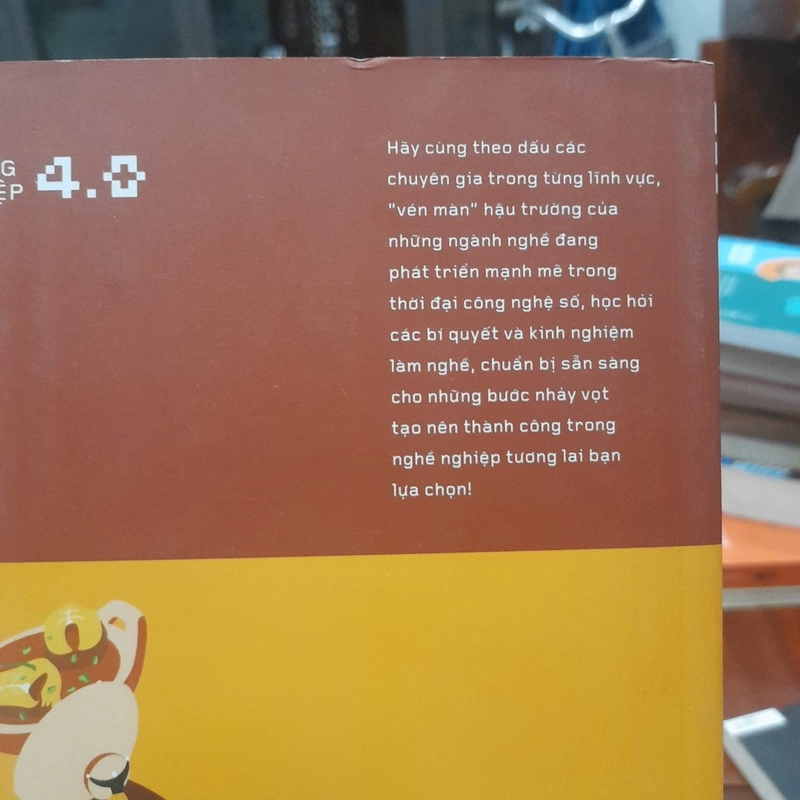 G
ỆP 4.0
Hãy cùng theo dấu các
chuyên gia trong từng lĩnh vực,
"vén màn" hậu trường của
những ngành nghề đang
phát triển mạnh mẽ trong
thời đại công nghệ số, học hỏi
các bí quyết và kinh nghiệm
làm nghề, chuẩn bị sẵn sàng
cho những bước nhảy vọt
tạo nên thành công trong
nghề nghiệp tương lai bạn
lựa chọn!